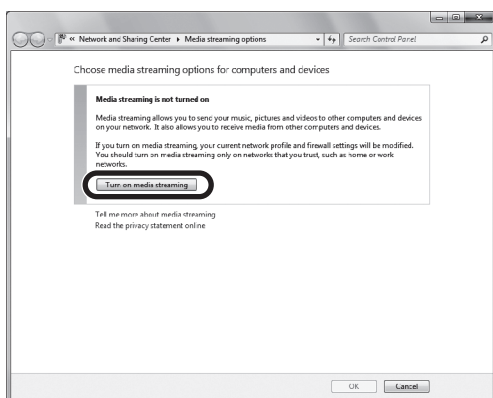 « Network and Sharing Center ▸ Media streaming options
Search Control Panel
Choose media streaming options for computers and devices
Media streaming is not turned on
Media streaming allows you to send your music, pictures and videos to other computers and devices
on your network. It also allows you to receive media from other computers and devices.
If you turn on media streaming, your current network profile and firewall settings will be modified.
You should turn on media streaming only on networks that you trust, such as home or work
networks.
Turn on media streaming
Tell me more about media streaming
Read the privacy statement online
OK
Cancel